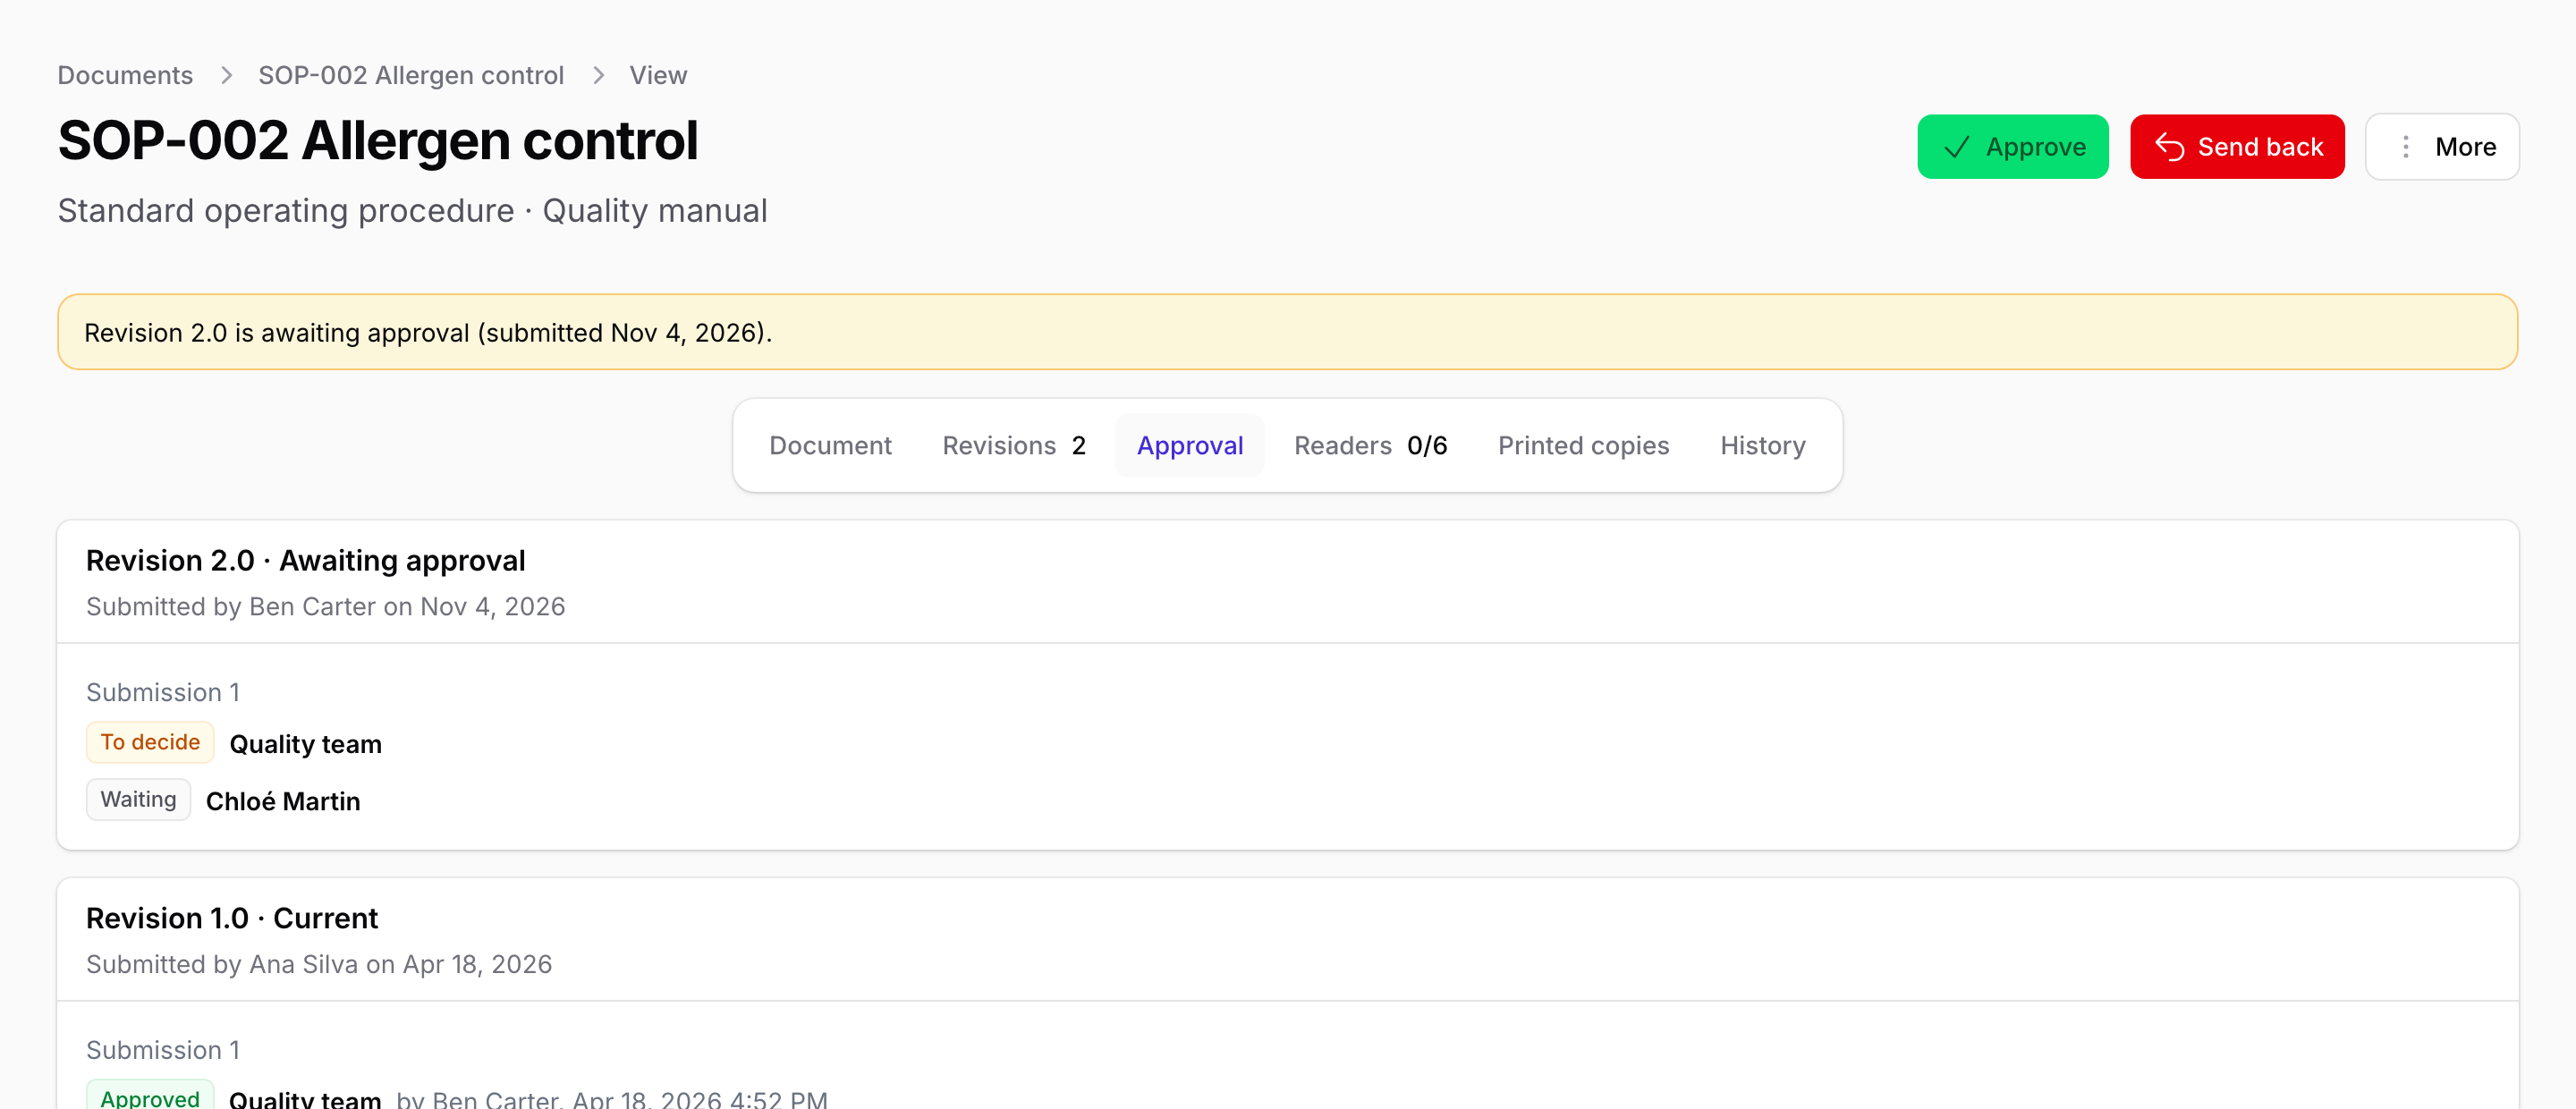 Documents > SOP-002 Allergen control > View
SOP-002 Allergen control
Approve
Send back
More
Standard operating procedure · Quality manual
Revision 2.0 is awaiting approval (submitted Nov 4, 2026).
Document Revisions 2 Approval Readers 0/6 Printed copies History
Revision 2.0 · Awaiting approval
Submitted by Ben Carter on Nov 4, 2026
Submission 1
To decide Quality team
Waiting Chloé Martin
Revision 1.0 · Current
Submitted by Ana Silva on Apr 18, 2026
Submission 1
Approved Quality team by Ben Carter, Apr 18, 2026 4:52 PM